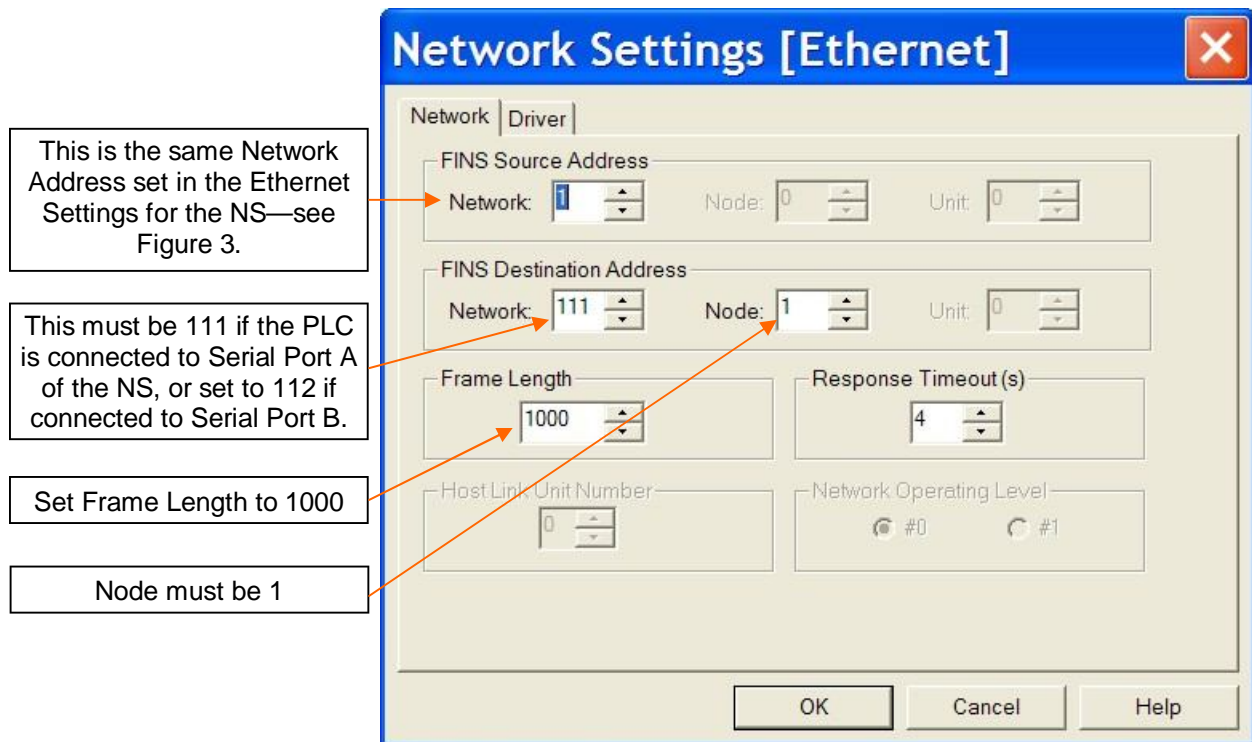 Network Settings [Ethernet]
Network
Driver
This is the same Network
Address set in the Ethernet
Settings for the NS—see
Figure 3.
FINS Source Address
Network: 1
Node: 0
Unit: 0
This must be 111 if the PLC
is connected to Serial Port A
of the NS, or set to 112 if
connected to Serial Port B.
FINS Destination Address
Network: 111
Node: 1
Unit: 0
Set Frame Length to 1000
Frame Length
1000
Response Timeout (s)
4
Node must be 1
Host Link Unit Number
0
Network Operating Level
#0
#1
OK
Cancel
Help